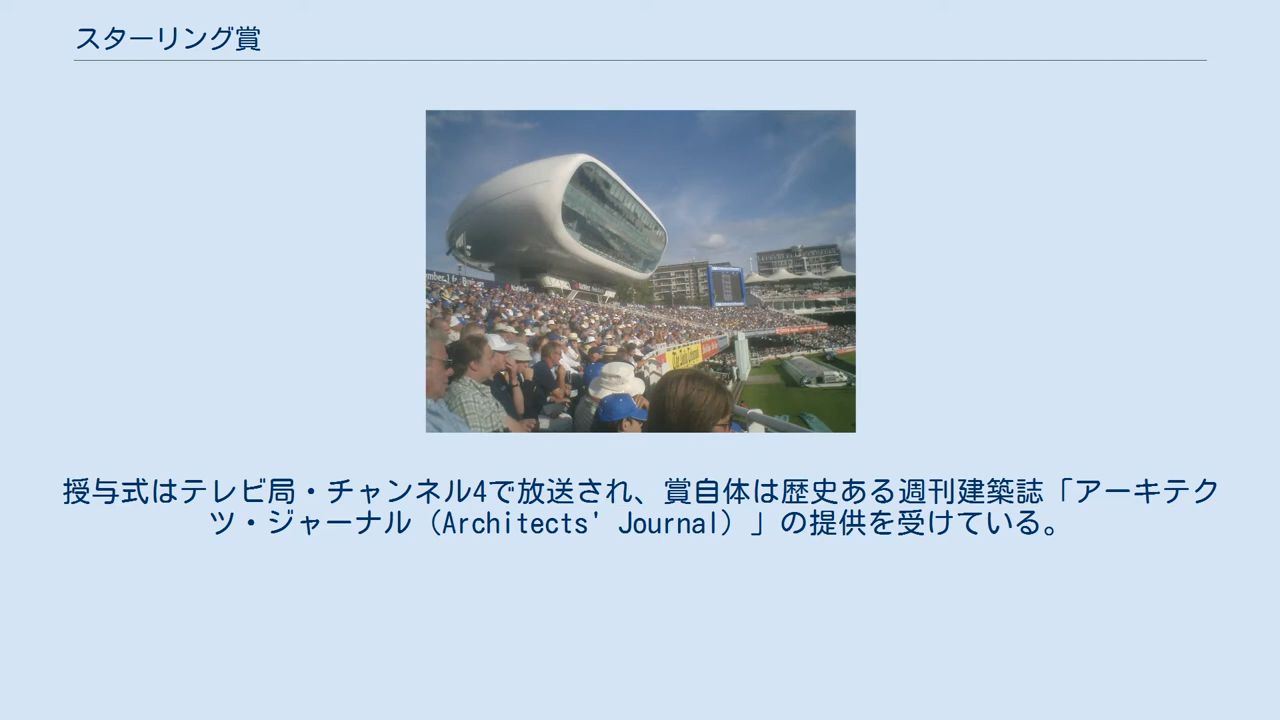 スターリング賞
授与式はテレビ局・チャンネル4で放送され、賞自体は歴史ある週刊建築誌「アーキテク
ツ・ジャーナル（Architects' Journal）」の提供を受けている。